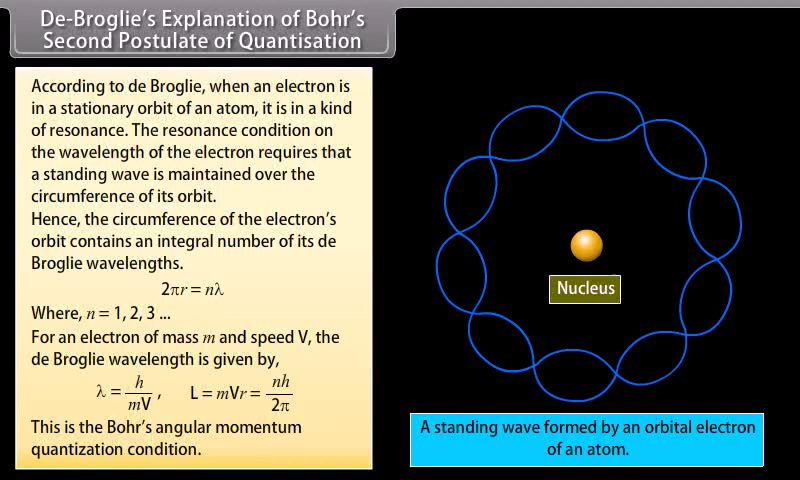 De-Broglie's Explanation of Bohr's
Second Postulate of Quantisation
According to de Broglie, when an electron is
in a stationary orbit of an atom, it is in a kind
of resonance. The resonance condition on
the wavelength of the electron requires that
a standing wave is maintained over the
circumference of its orbit.
Hence, the circumference of the electron's
orbit contains an integral number of its de
Broglie wavelengths.
2πr = nλ
Where, n = 1, 2, 3 ...
For an electron of mass m and speed V, the
de Broglie wavelength is given by,
λ = h/mV, L = mVr = nh/2π
This is the Bohr's angular momentum
quantization condition.
Nucleus
A standing wave formed by an orbital electron
of an atom.